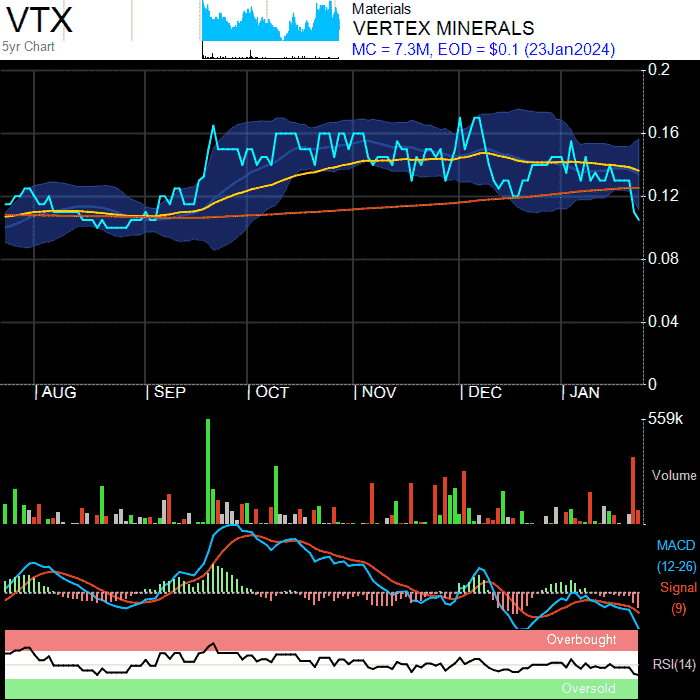 VTX
5yr Chart
Materials
VERTEX MINERALS
MC = 7.3M, EOD = $0.1 (23Jan2024)
0.2
0.16
0.12
0.08
0.04
0
AUG SEP OCT NOV DEC JAN
559k
Volume
MACD
(12-26)
Signal
(9)
Overbought
RSI(14)
Oversold